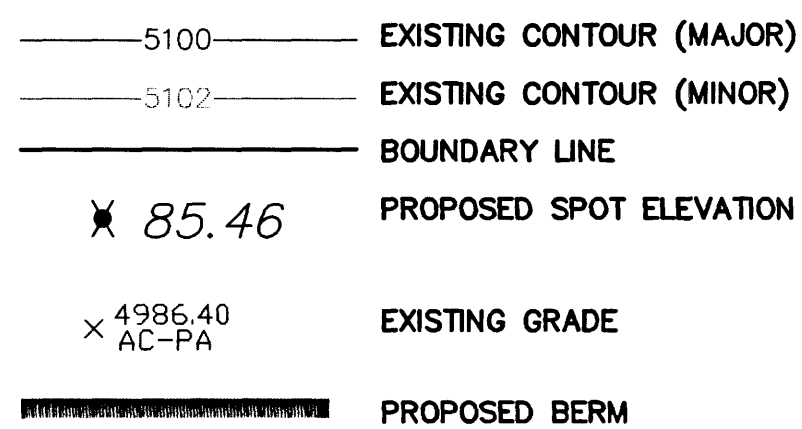 5100 EXISTING CONTOUR (MAJOR)
5102 EXISTING CONTOUR (MINOR)
BOUNDARY LINE
85.46 PROPOSED SPOT ELEVATION
4986.40
AC-PA
EXISTING GRADE
PROPOSED BERM